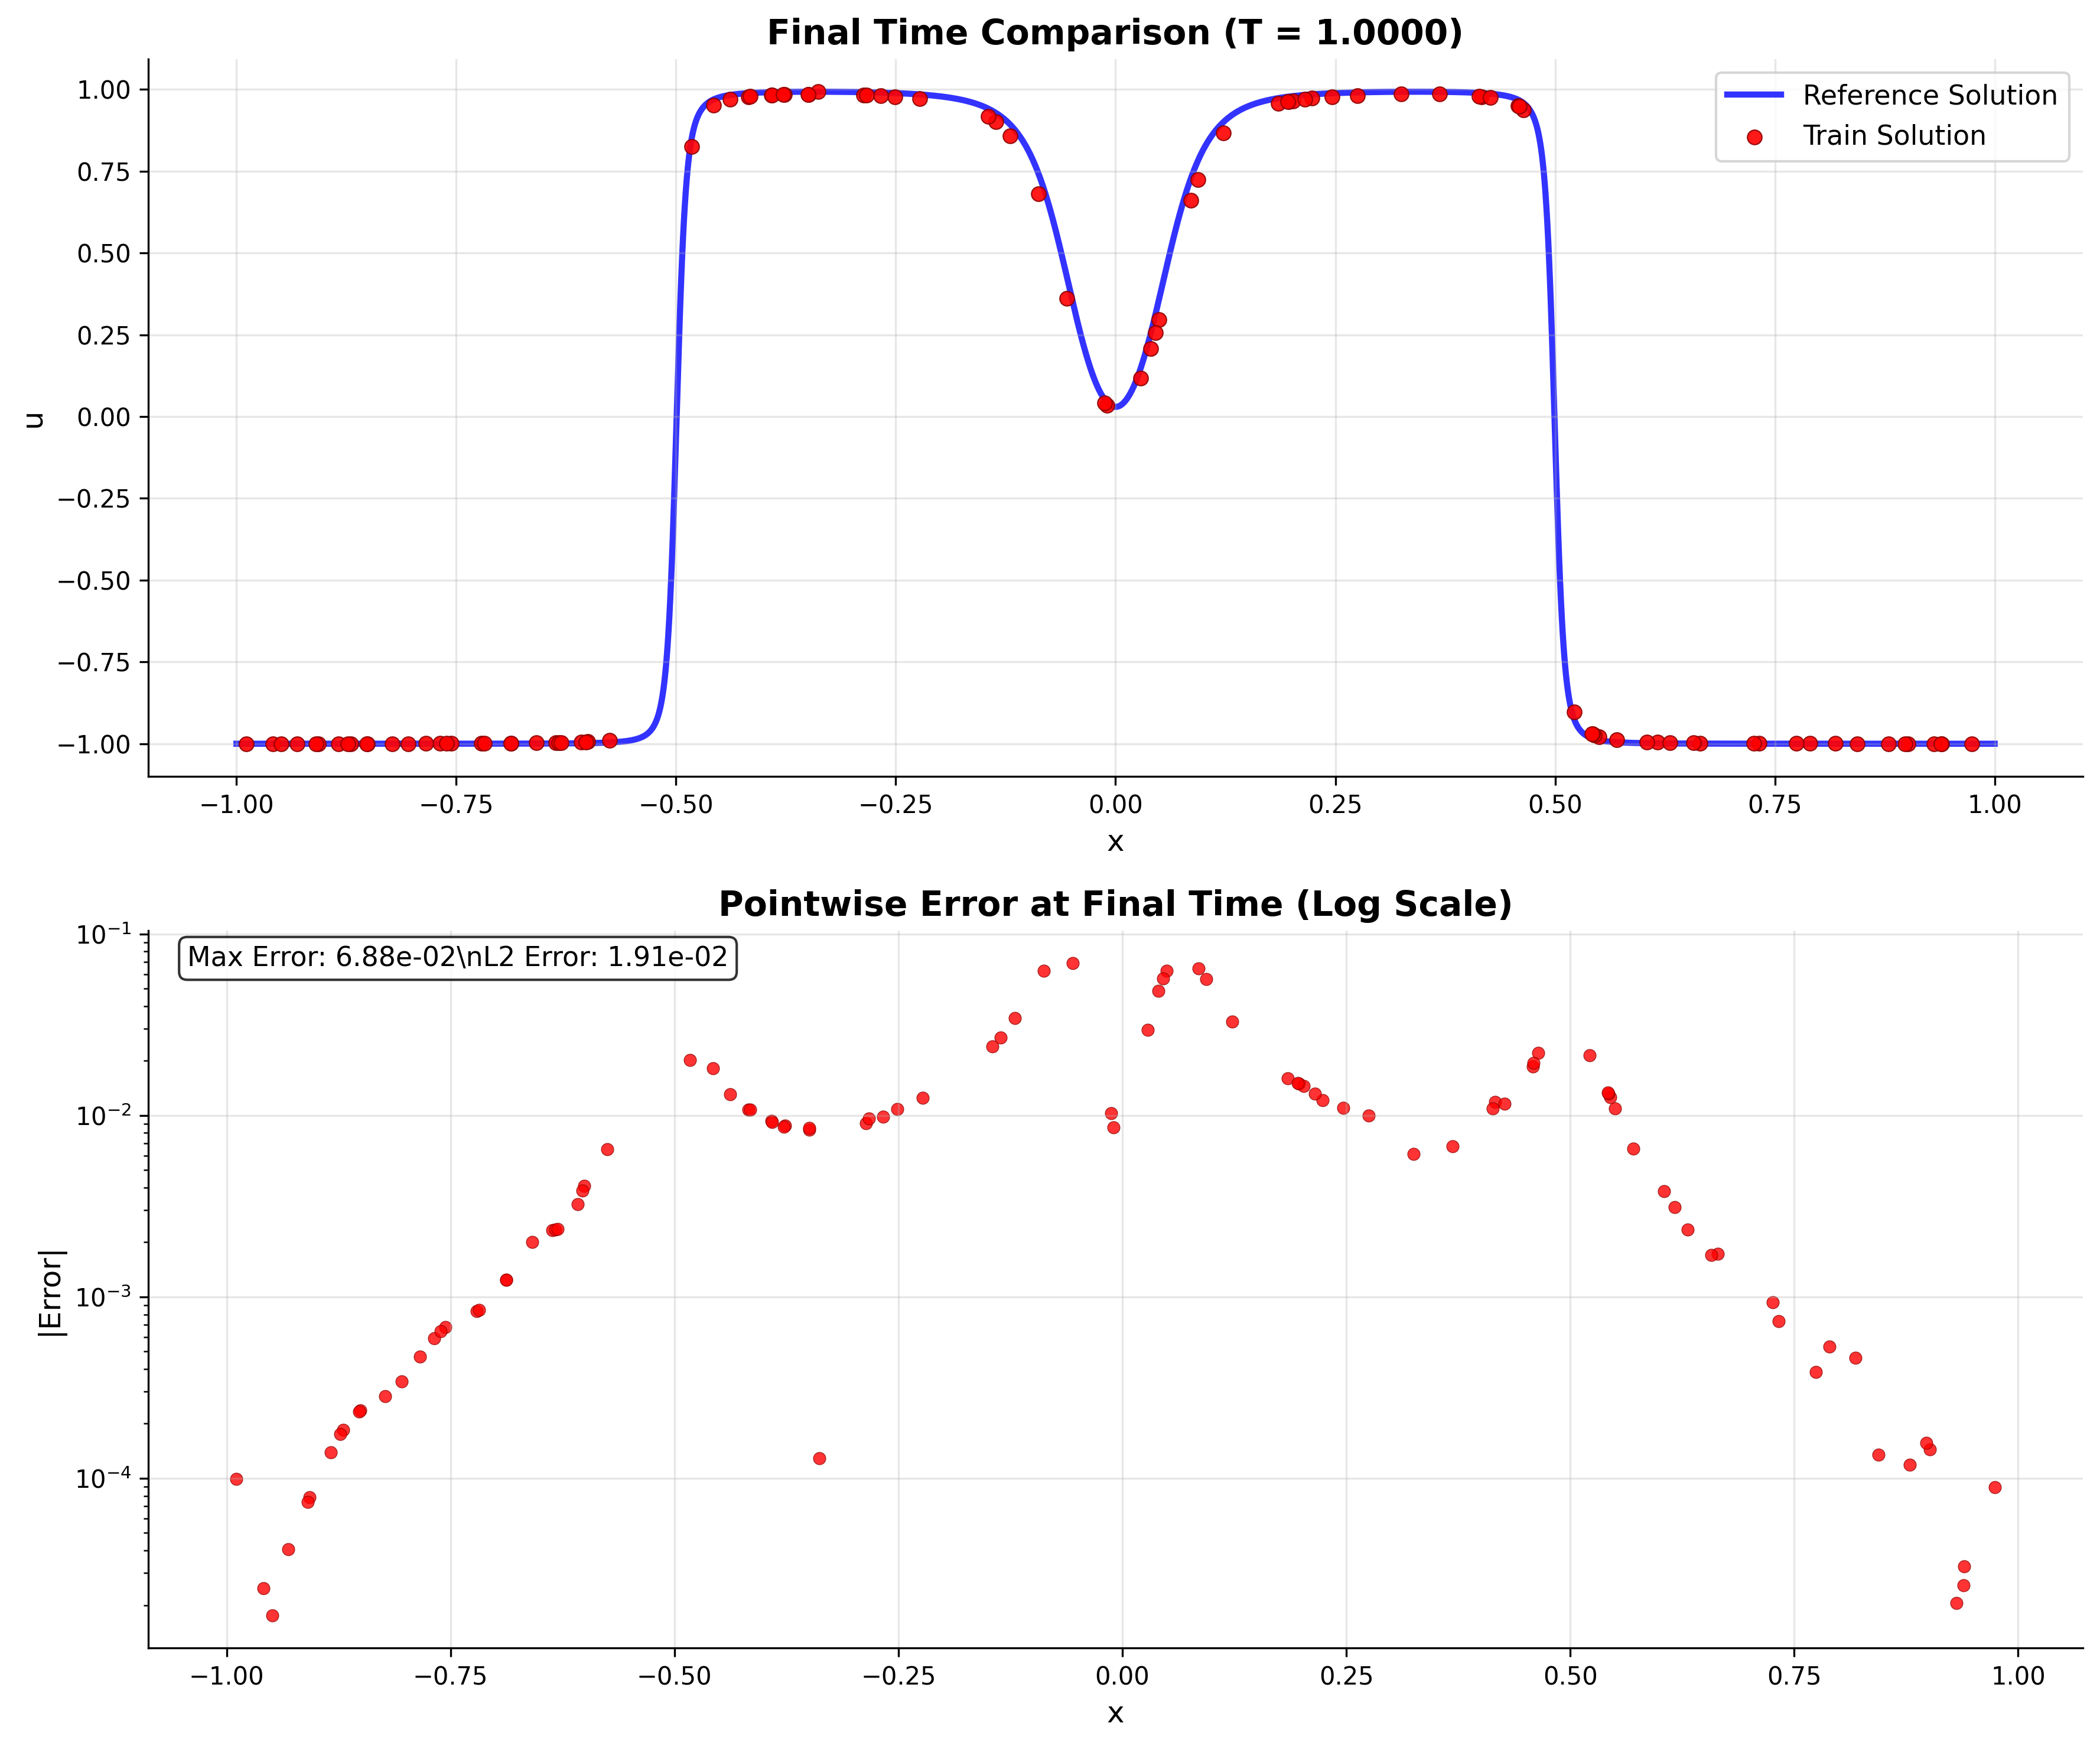 Final Time Comparison (T = 1.0000)
1.00
0.75
0.50
0.25
0.00
−0.25
−0.50
−0.75
−1.00
u
Reference Solution
Train Solution
−1.00 −0.75 −0.50 −0.25 0.00 0.25 0.50 0.75 1.00
x
Pointwise Error at Final Time (Log Scale)
Max Error: 6.88e-02\nL2 Error: 1.91e-02
10⁻¹
10⁻²
10⁻³
10⁻⁴
|Error|
−1.00 −0.75 −0.50 −0.25 0.00 0.25 0.50 0.75 1.00
x